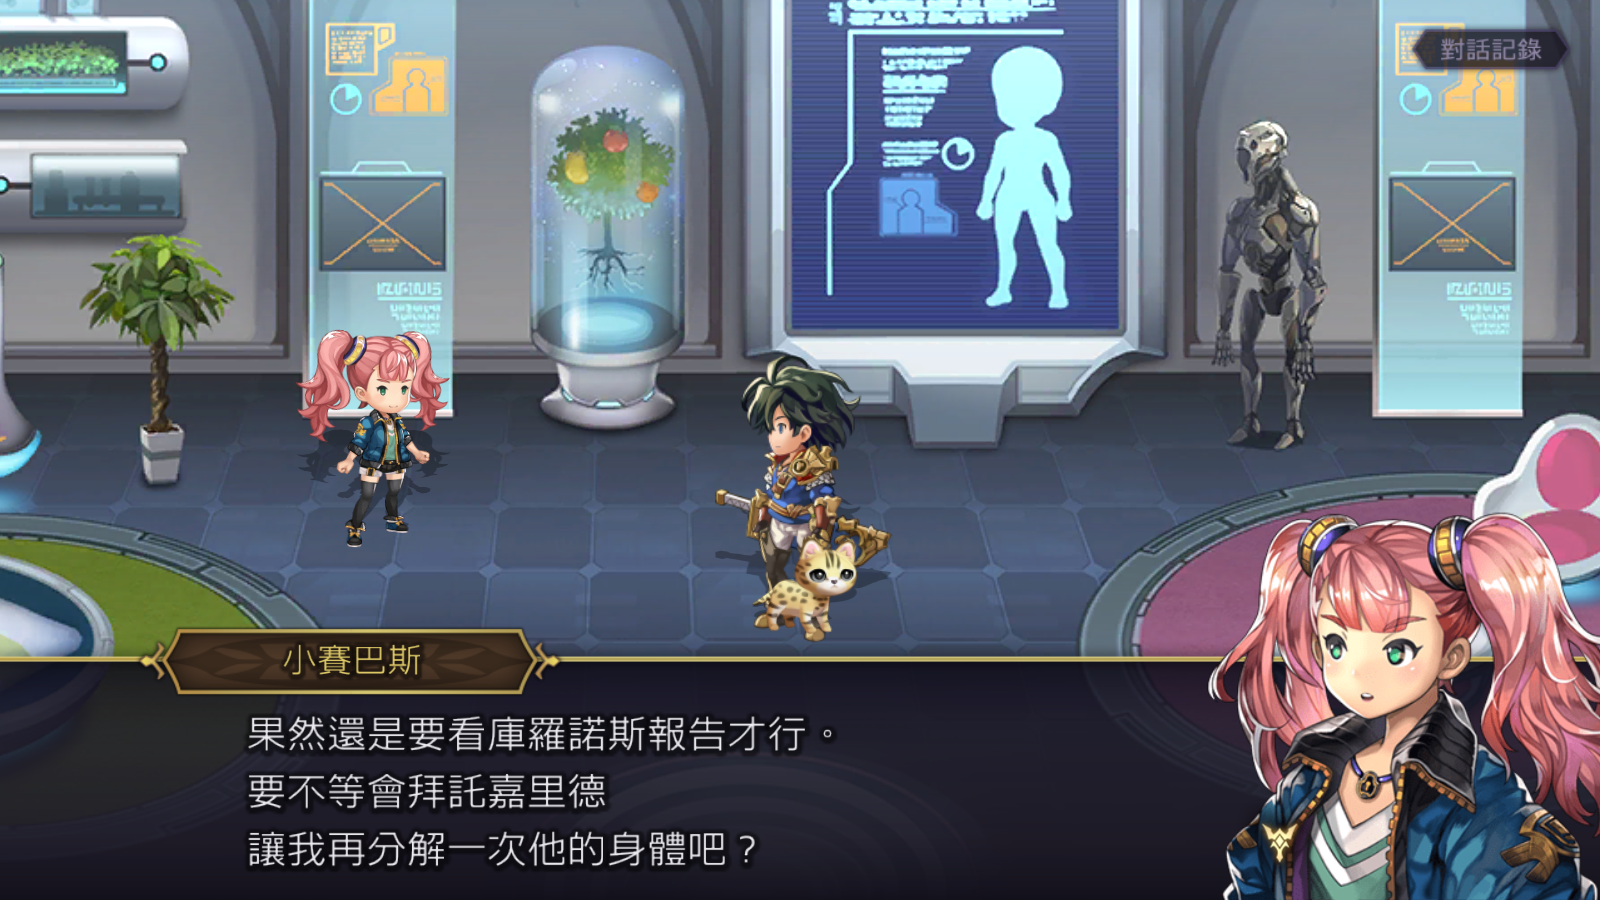 對話記錄
小賽巴斯
果然還是要看庫羅諾斯報告才行。
要不等會拜託嘉里德
讓我再分解一次他的身體吧？